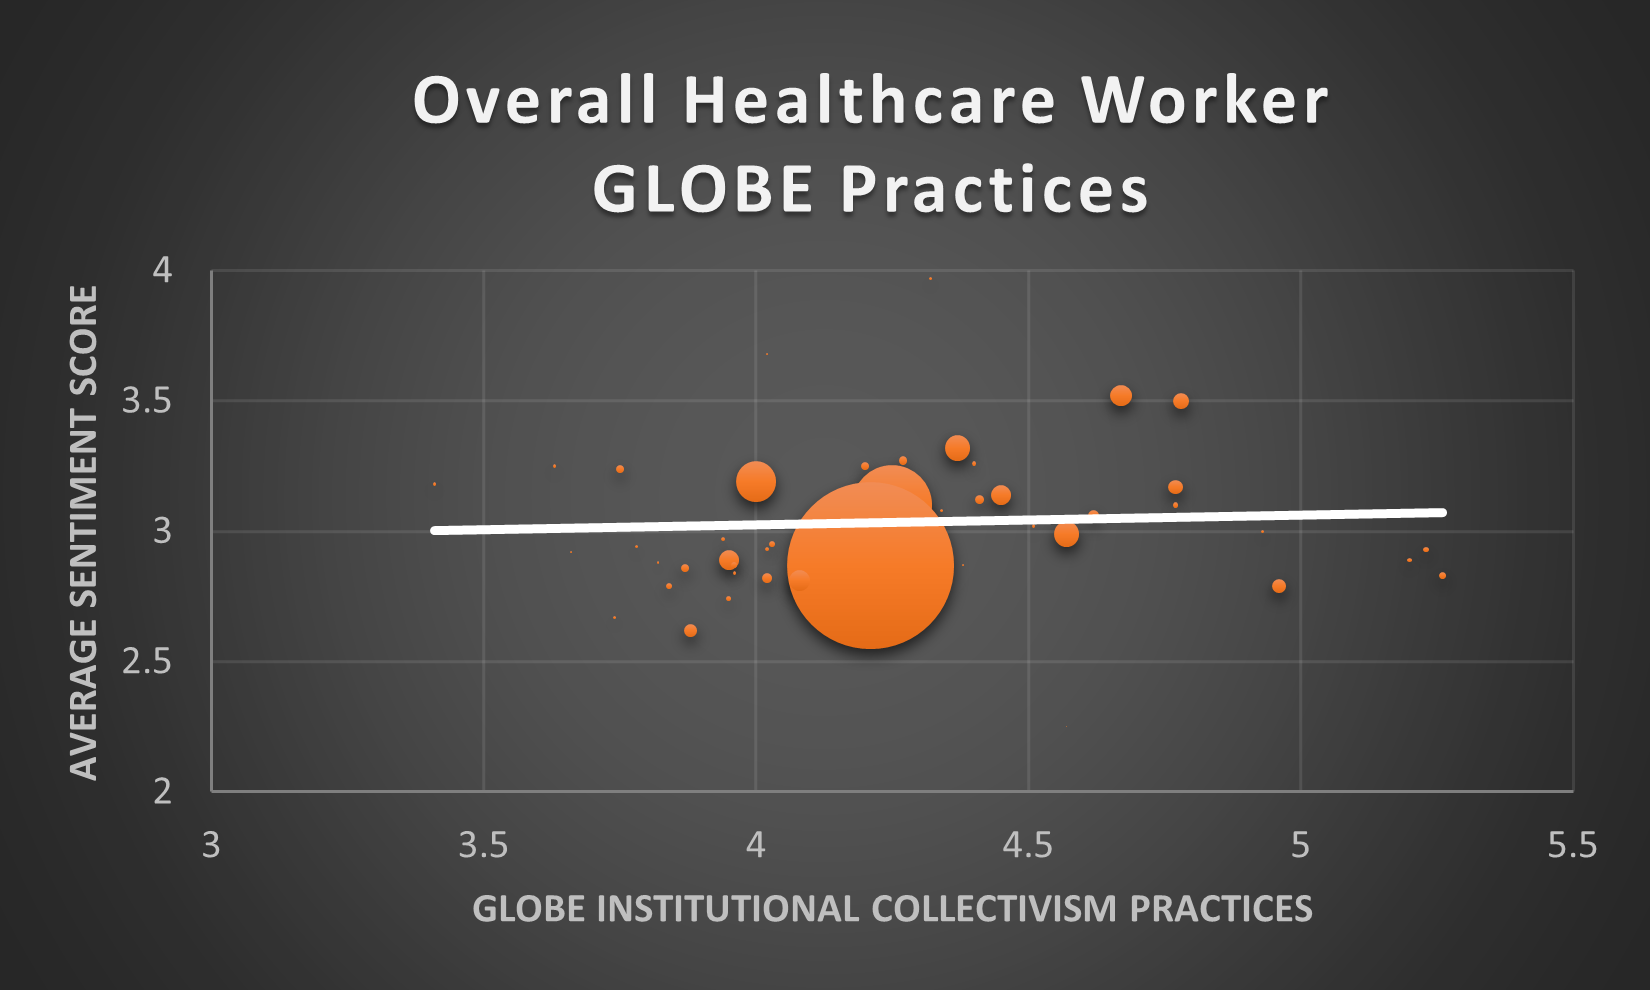 Overall Healthcare Worker
GLOBE Practices
AVERAGE SENTIMENT SCORE
4
3.5
3
2.5
2
3 3.5 4 4.5 5 5.5
GLOBE INSTITUTIONAL COLLECTIVISM PRACTICES